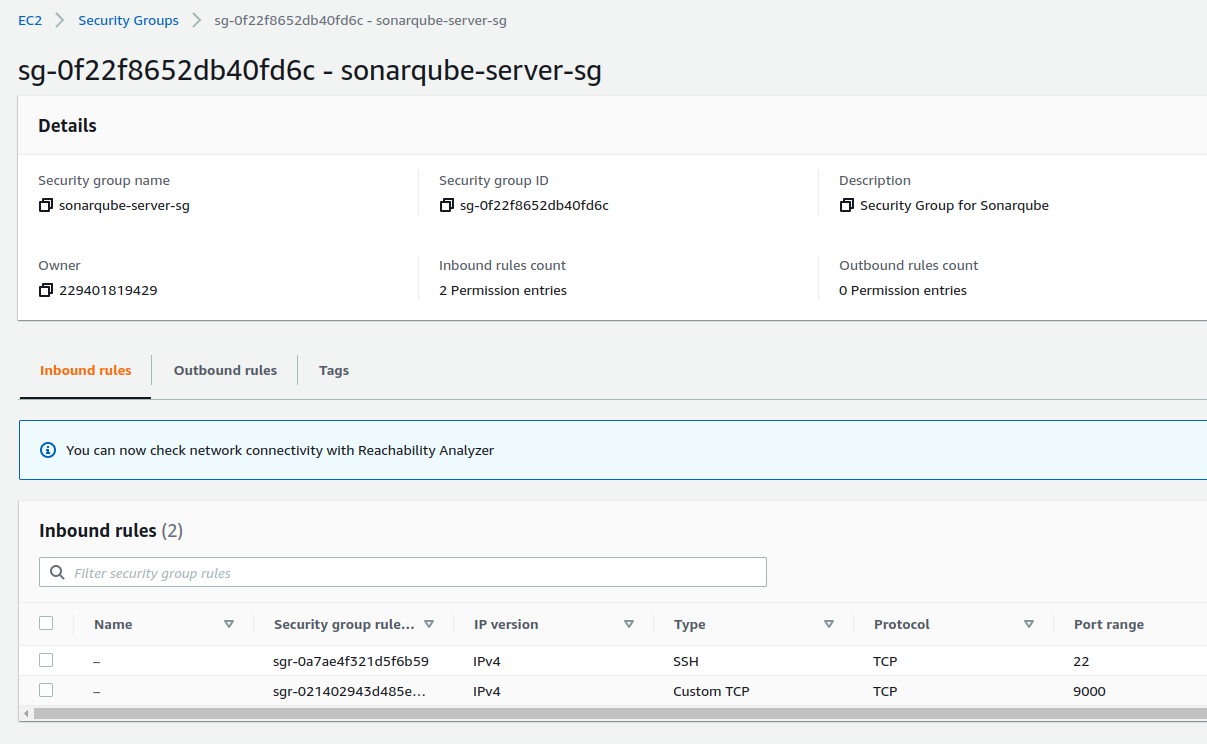 EC2 > Security Groups > sg-0f22f8652db40fd6c - sonarqube-server-sg
sg-0f22f8652db40fd6c - sonarqube-server-sg
Details
Security group name Security group ID Description
sonarqube-server-sg sg-0f22f8652db40fd6c Security Group for Sonarqube
Owner Inbound rules count Outbound rules count
229401819429 2 Permission entries 0 Permission entries
Inbound rules Outbound rules Tags
You can now check network connectivity with Reachability Analyzer
Inbound rules (2)
Filter security group rules
Name Security group rule... IP version Type Protocol Port range
– sgr-0a7ae4f321d5f6b59 IPv4 SSH TCP 22
– sgr-021402943d485e... IPv4 Custom TCP TCP 9000